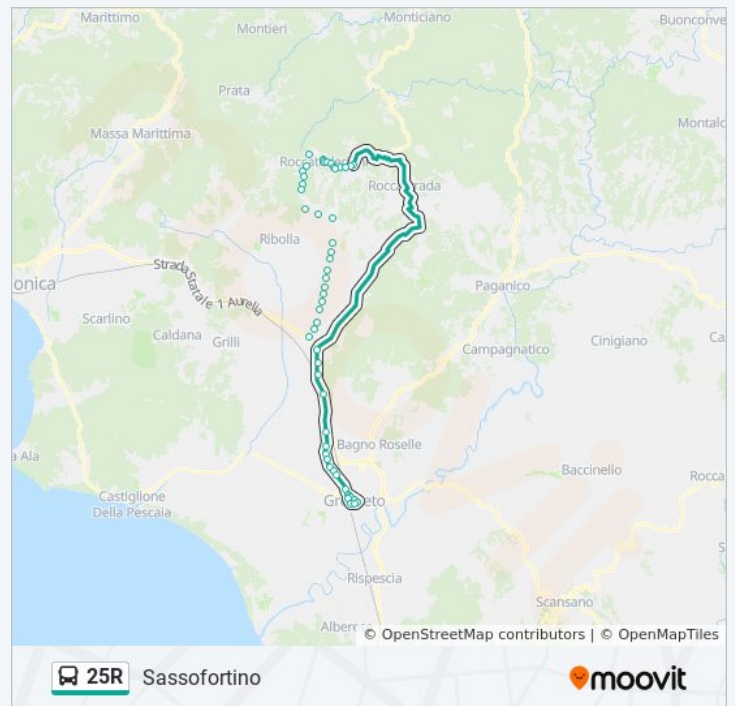 Marittimo
Monticiano
Buonconve
Montieri
Prata
Montalc
Massa Marittima
Roccastrada
Ribolla
onica
Strada Statale 1 Aurelia
Paganico
Scarlino
Caldana
Grilli
Campagnatico
Cinigiano
Ca
Bagno Roselle
a Ala
Baccinello
Rocca
Castiglione
Della Pescaia
Grosseto
S
Rispescia
Scansano
Alberese
© OpenStreetMap contributors | © OpenMapTiles
25R
Sassofortino
moovit